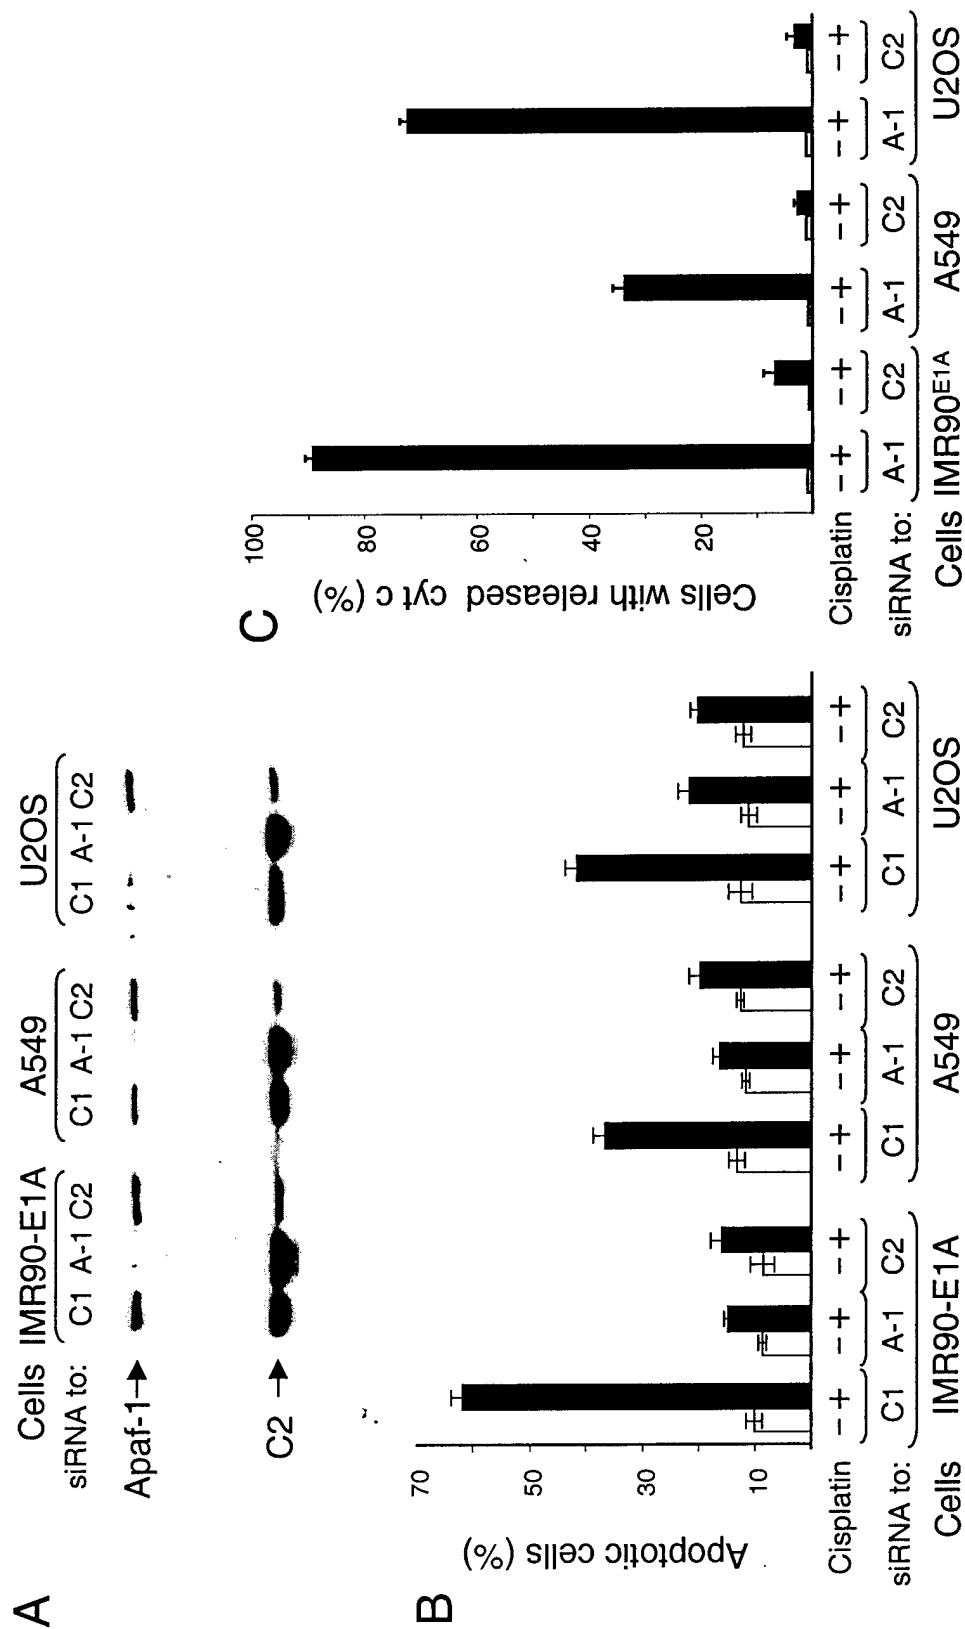 A
Cells IMR90-E1A A549 U2OS
siRNA to: C1 A-1 C2 C1 A-1 C2 C1 A-1 C2
Apaf-1
C2
B
Apoptotic cells (%)
70
50
30
10
Cisplatin − + − + − + − + − + − + − + − + − +
siRNA to: C1 A-1 C2 C1 A-1 C2 C1 A-1 C2
Cells IMR90-E1A A549 U2OS
C
Cells with released cyt c (%)
100
80
60
40
20
Cisplatin − + − + − + − + − + − +
siRNA to: A-1 C2 A-1 C2 A-1 C2
Cells IMR90E1A A549 U2OS